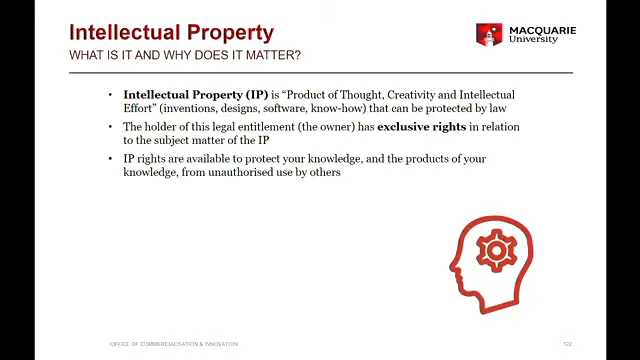 Intellectual Property
WHAT IS IT AND WHY DOES IT MATTER?
MACQUARIE
University
• Intellectual Property (IP) is “Product of Thought, Creativity and Intellectual
Effort” (inventions, designs, software, know-how) that can be protected by law
• The holder of this legal entitlement (the owner) has exclusive rights in relation
to the subject matter of the IP
• IP rights are available to protect your knowledge, and the products of your
knowledge, from unauthorised use by others
OFFICE OF COMMERCIALISATION & INNOVATION
122